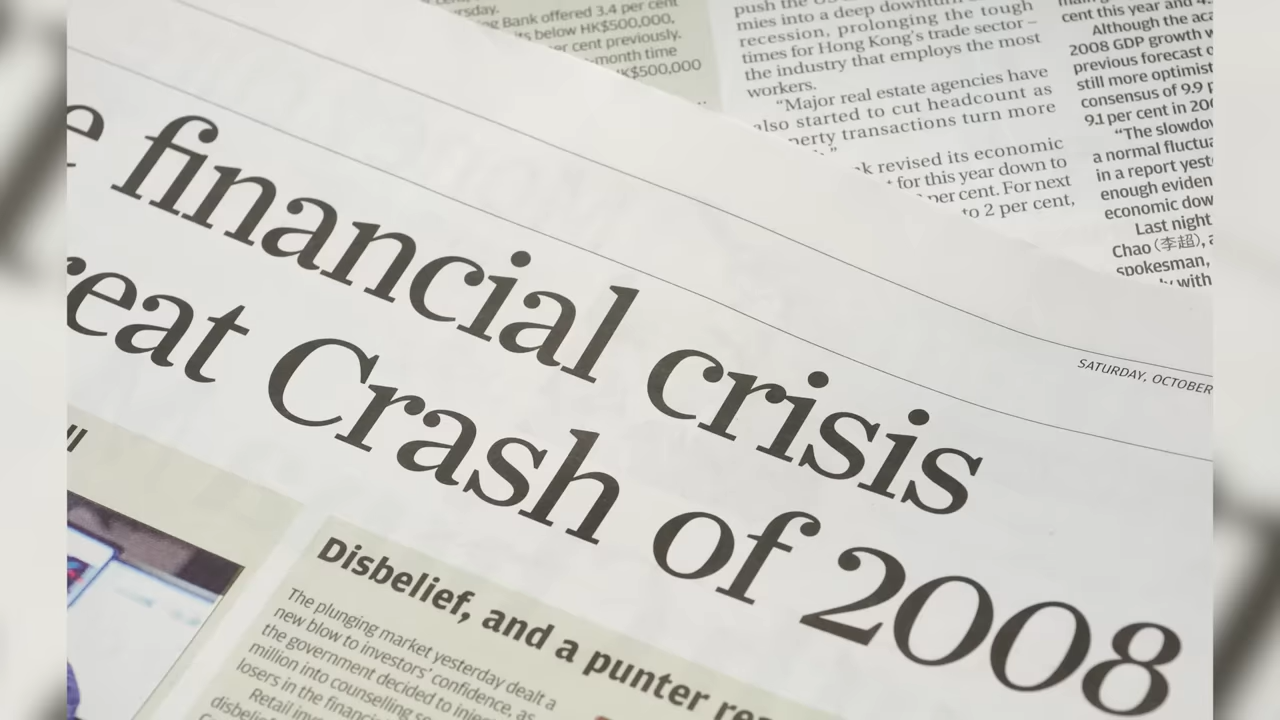 Bank offered 3.4 per cent
below HK$500,000,
cent previously.
month time
HK$500,000
push the
mies into a deep downturn
recession, prolonging the tough
times for Hong Kong's trade sector –
the industry that employs the most
workers.
"Major real estate agencies have
also started to cut headcount as
transactions turn more
revised its economic
for this year down to
per cent. For next
to 2 per cent,
cent this year and
Although the
2008 GDP growth
previous forecast
still more optimist
consensus of 9.9
9.1 per cent in
"The slowdow
a normal fluctua
in a report yest
enough eviden
economic dow
Last night
Chao (李超),
spokesman,
with
SATURDAY, OCTOBER
e financial crisis
reat Crash of 2008
Disbelief, and a punter
The plunging market yesterday dealt a
new blow to investors' confidence, as
the government decided to
million into counselling
losers in the
Retail